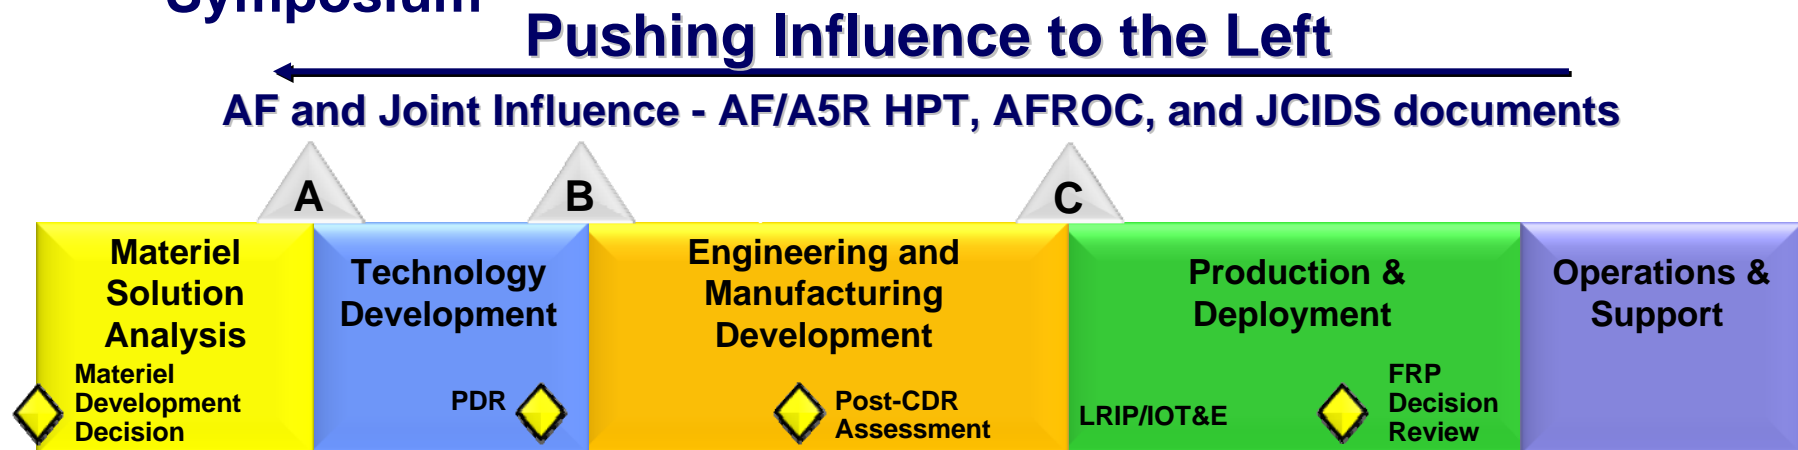 Symposium
Pushing Influence to the Left
AF and Joint Influence - AF/A5R HPT, AFROC, and JCIDS documents
A
B
C
Materiel
Solution
Analysis
Technology
Development
Engineering and
Manufacturing
Development
Production &
Deployment
Operations &
Support
Materiel
Development
Decision
PDR
Post-CDR
Assessment
LRIP/IOT&E
FRP
Decision
Review